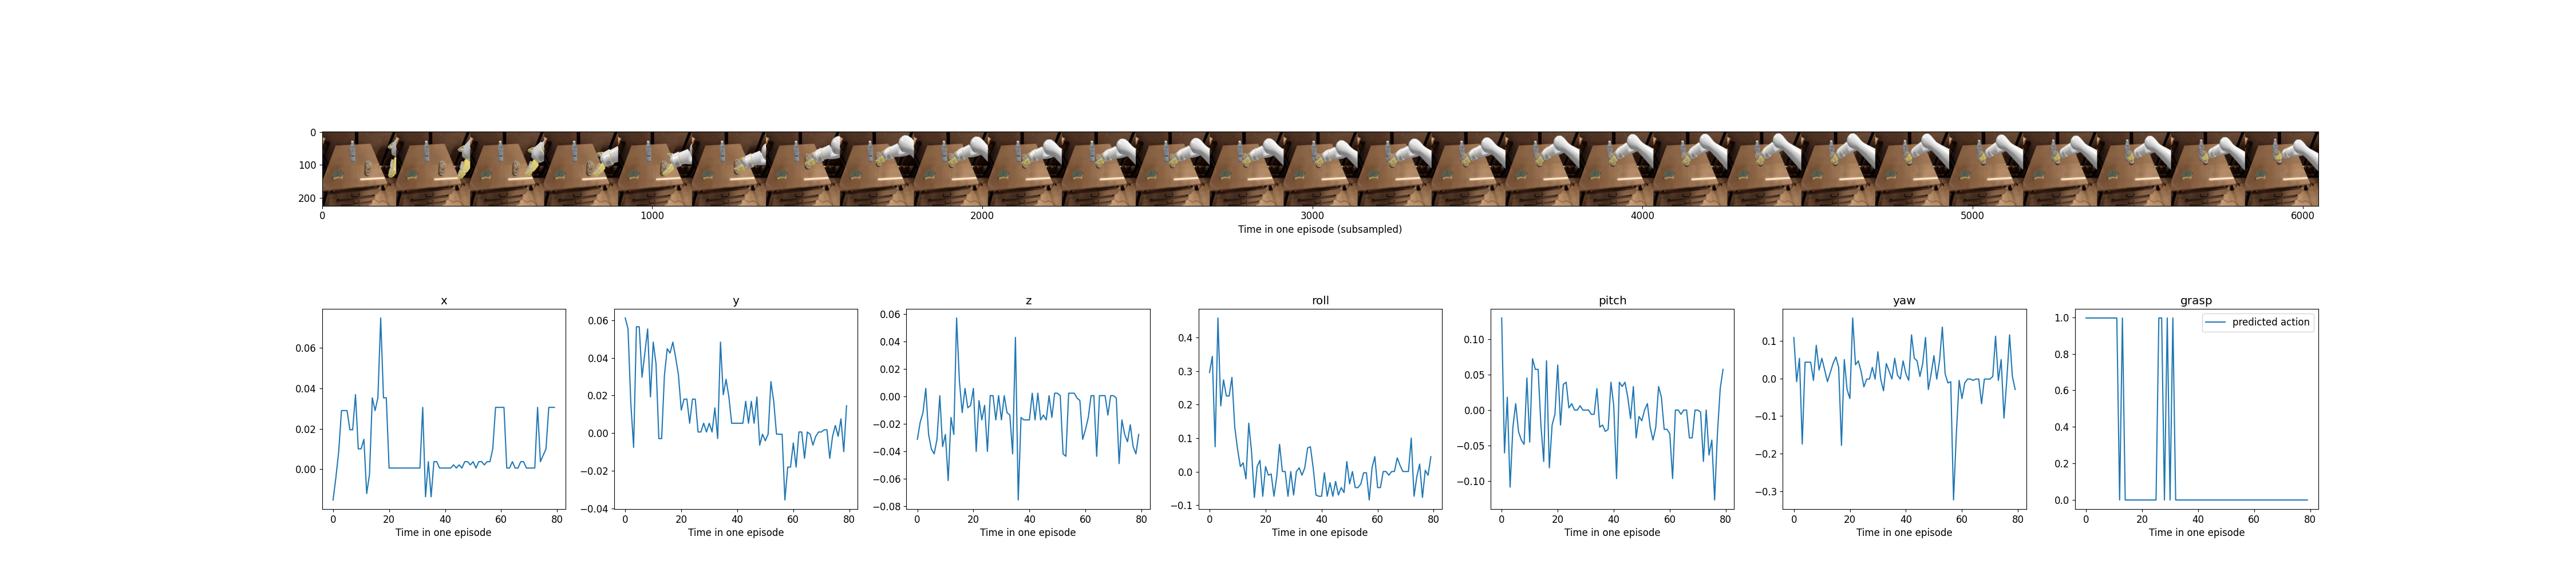 0
100
200
0 1000 2000 3000 4000 5000 6000
Time in one episode (subsampled)
x
0.06
0.04
0.02
0.00
0 20 40 60 80
Time in one episode
y
0.06
0.04
0.02
0.00
−0.02
−0.04
0 20 40 60 80
Time in one episode
z
0.06
0.04
0.02
0.00
−0.02
−0.04
−0.06
−0.08
0 20 40 60 80
Time in one episode
roll
0.4
0.3
0.2
0.1
0.0
−0.1
0 20 40 60 80
Time in one episode
pitch
0.10
0.05
0.00
−0.05
−0.10
0 20 40 60 80
Time in one episode
yaw
0.1
0.0
−0.1
−0.2
−0.3
0 20 40 60 80
Time in one episode
grasp
predicted action
1.0
0.8
0.6
0.4
0.2
0.0
0 20 40 60 80
Time in one episode